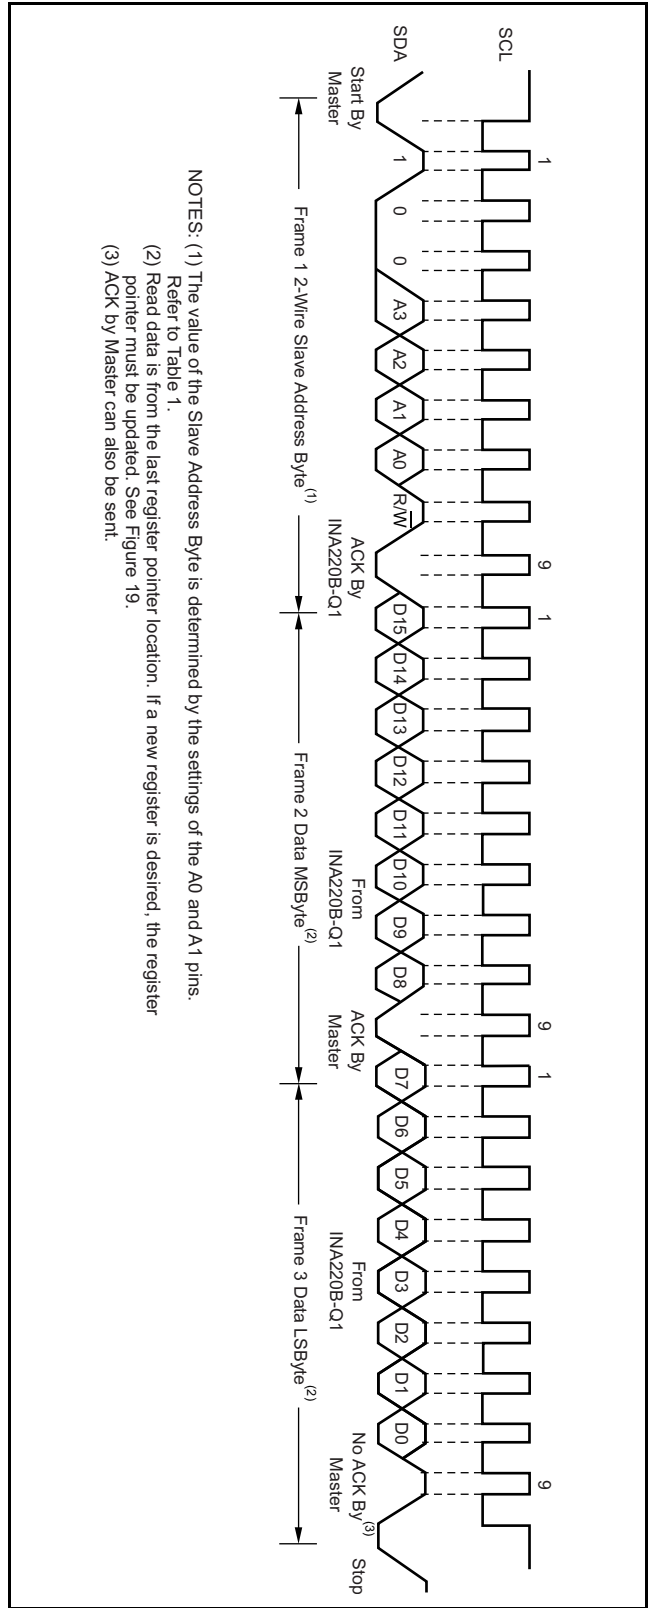 1 9 1 9 1 9
SCL
SDA 1 0 0 A3 A2 A1 A0 R/W D15 D14 D13 D12 D11 D10 D9 D8 D7 D6 D5 D4 D3 D2 D1 D0
Start By
Master
ACK By
INA220B-Q1
From
INA220B-Q1
ACK By
Master
From
INA220B-Q1
No ACK By(3)
Master
Stop
Frame 1 2-Wire Slave Address Byte(1)
Frame 2 Data MSByte(2)
Frame 3 Data LSByte(2)
NOTES: (1) The value of the Slave Address Byte is determined by the settings of the A0 and A1 pins.
Refer to Table 1.
(2) Read data is from the last register pointer location. If a new register is desired, the register
pointer must be updated. See Figure 19.
(3) ACK by Master can also be sent.